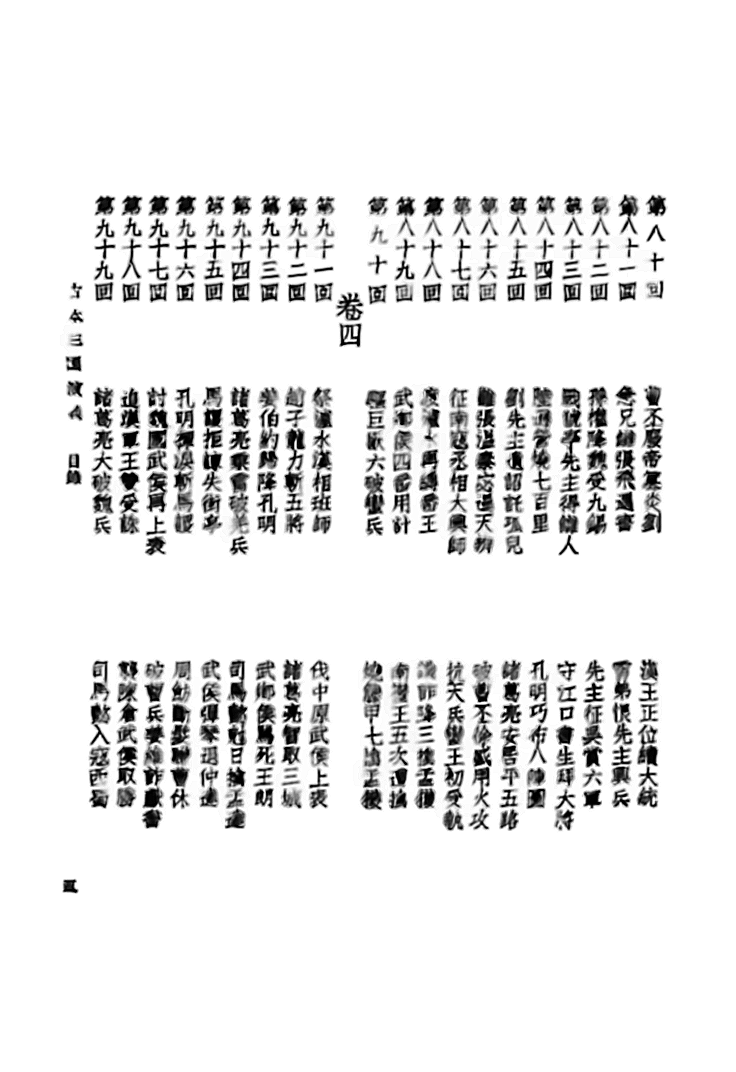 第八十回 曹丕廢帝篡炎劉 漢王正位續大統
第八十一回 急兄讎張飛遇害 雪弟恨先主興兵
第八十二回 孫權降魏受九錫 先主征吳賞六軍
第八十三回 戰猇亭先主得讎人 守江口書生拜大將
第八十四回 陸遜營燒七百里 孔明巧布八陣圖
第八十五回 劉先主遺詔託孤兒 諸葛亮安居平五路
第八十六回 難張溫秦宓逞天辯 破曹丕徐盛用火攻
第八十七回 征南寇丞相大興師 抗天兵蠻王初受執
第八十八回 渡瀘水再縛番王 識詐降三擒孟獲
第八十九回 武鄉侯四番用計 南蠻王五次遭擒
第九十回 驅巨獸六破蠻兵 燒藤甲七擒孟獲
卷四
第九十一回 祭瀘水漢相班師 伐中原武侯上表
第九十二回 趙子龍力斬五將 諸葛亮智取三城
第九十三回 姜伯約歸降孔明 武鄉侯罵死王朗
第九十四回 諸葛亮乘雪破羌兵 司馬懿尅日擒孟達
第九十五回 馬謖拒諫失街亭 武侯彈琴退仲達
第九十六回 孔明揮淚斬馬謖 周魴斷髮賺曹休
第九十七回 討魏國武侯再上表 破曹兵姜維詐獻書
第九十八回 追漢軍王雙受誅 襲陳倉武侯取勝
第九十九回 諸葛亮大破魏兵 司馬懿入寇西蜀
古本三國演義 目錄